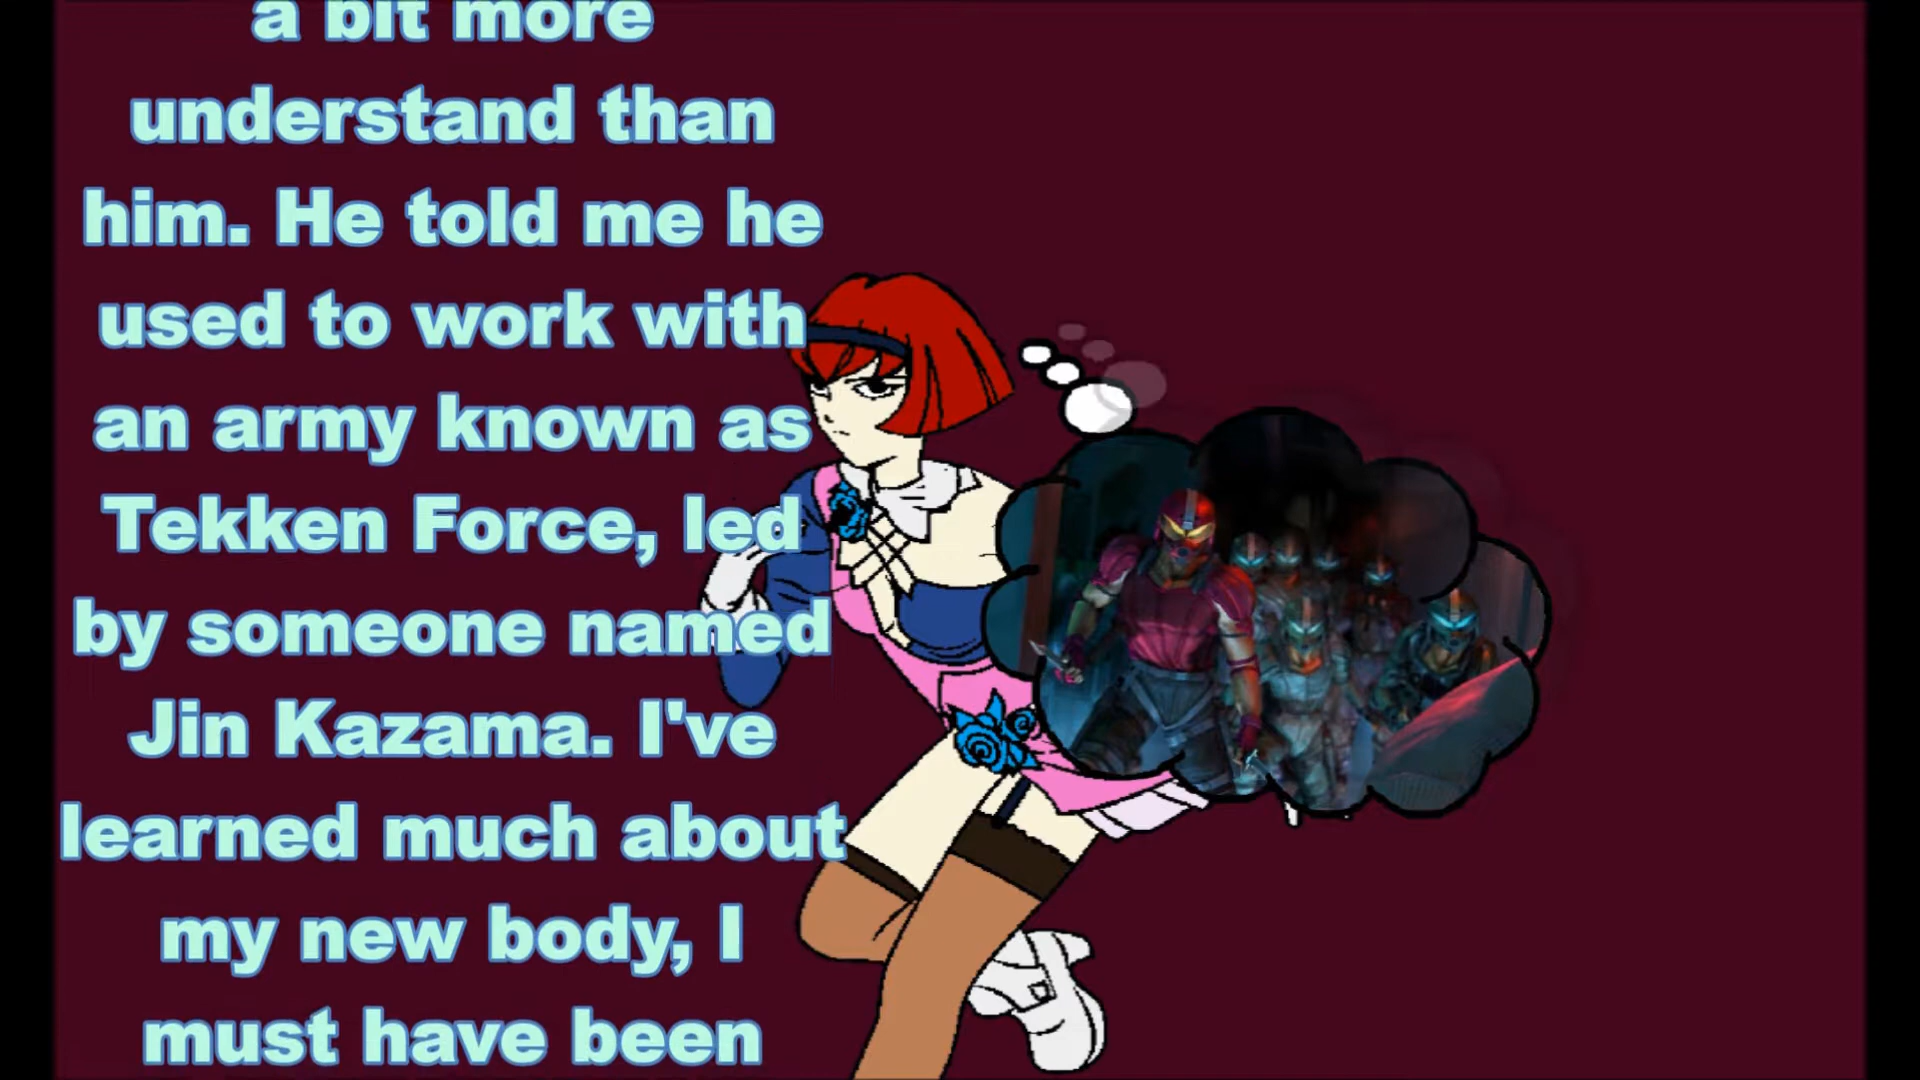 a bit more
understand than
him. He told me he
used to work with
an army known as
Tekken Force, led
by someone named
Jin Kazama. I've
learned much about
my new body, I
must have been